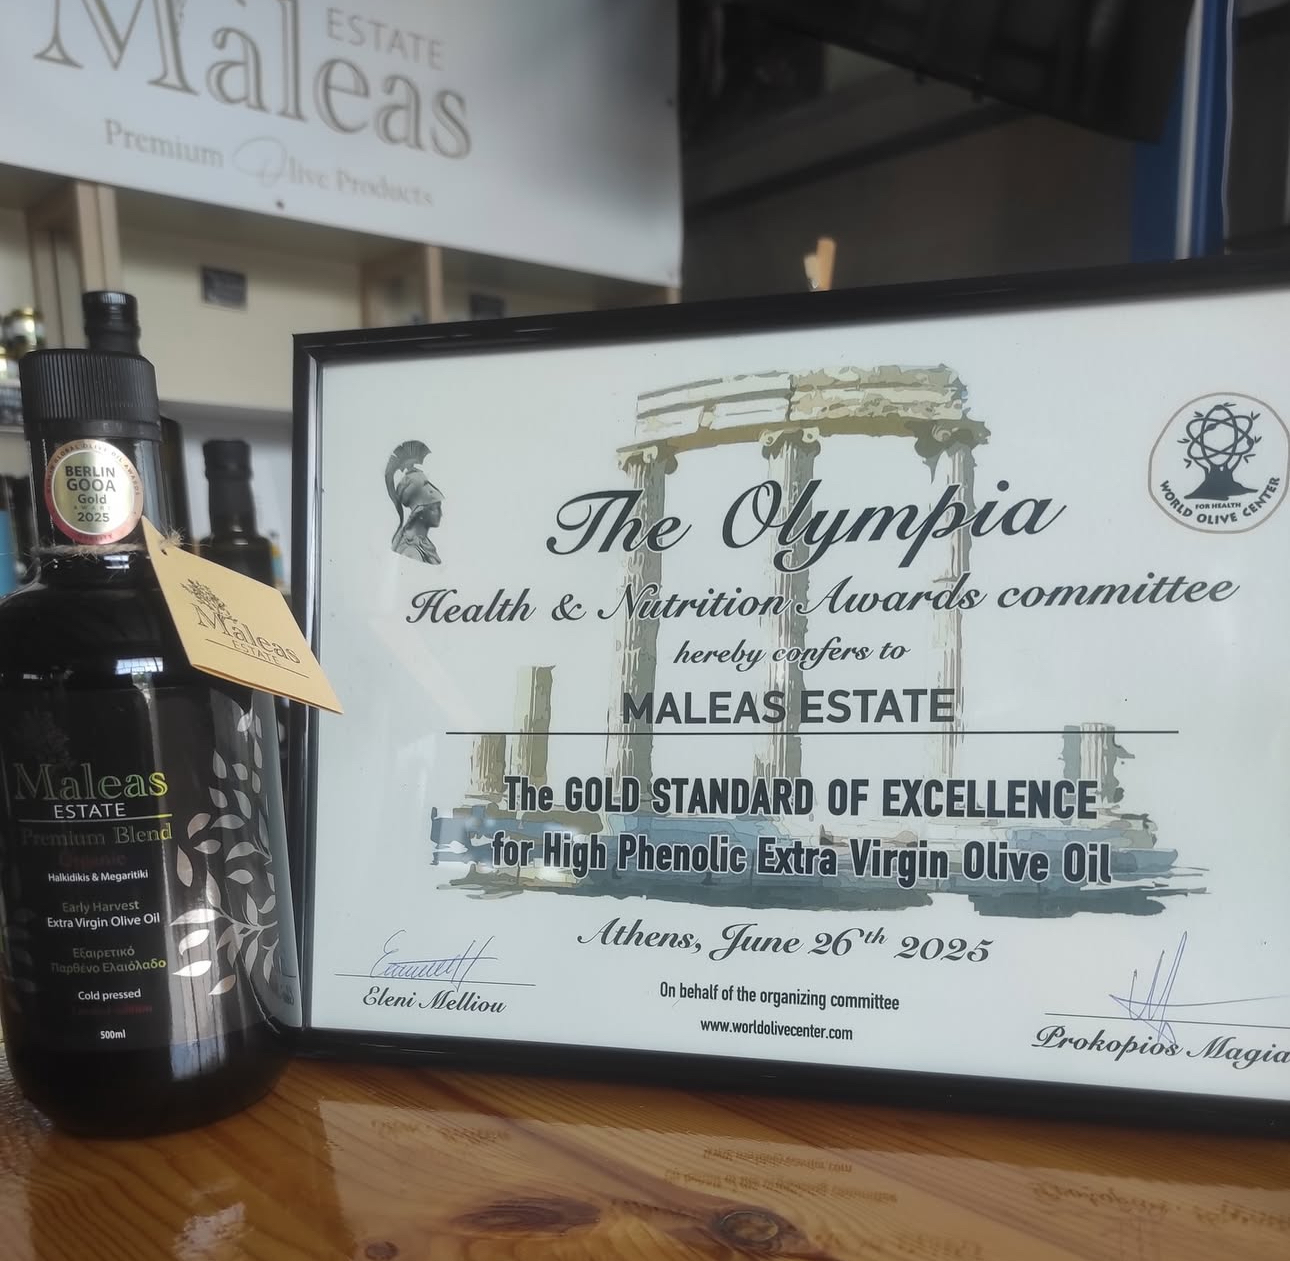 Maleas
ESTATE
Premium Olive Products
BERLIN
GOOA
Gold
AWARD
2025
Maleas
ESTATE
Maleas
ESTATE
Premium Blend
Organic
Halkidikis & Megaritiki
Early Harvest
Extra Virgin Olive Oil
Εξαιρετικό
Παρθένο Ελαιόλαδο
Cold pressed
500ml
FOR HEALTH
WORLD OLIVE CENTER
The Olympia
Health & Nutrition Awards committee
hereby confers to
MALEAS ESTATE
The GOLD STANDARD OF EXCELLENCE
for High Phenolic Extra Virgin Olive Oil
Athens, June 26th 2025
Eleni Melliou
On behalf of the organizing committee
www.worldolivecenter.com
Prokopios Magia